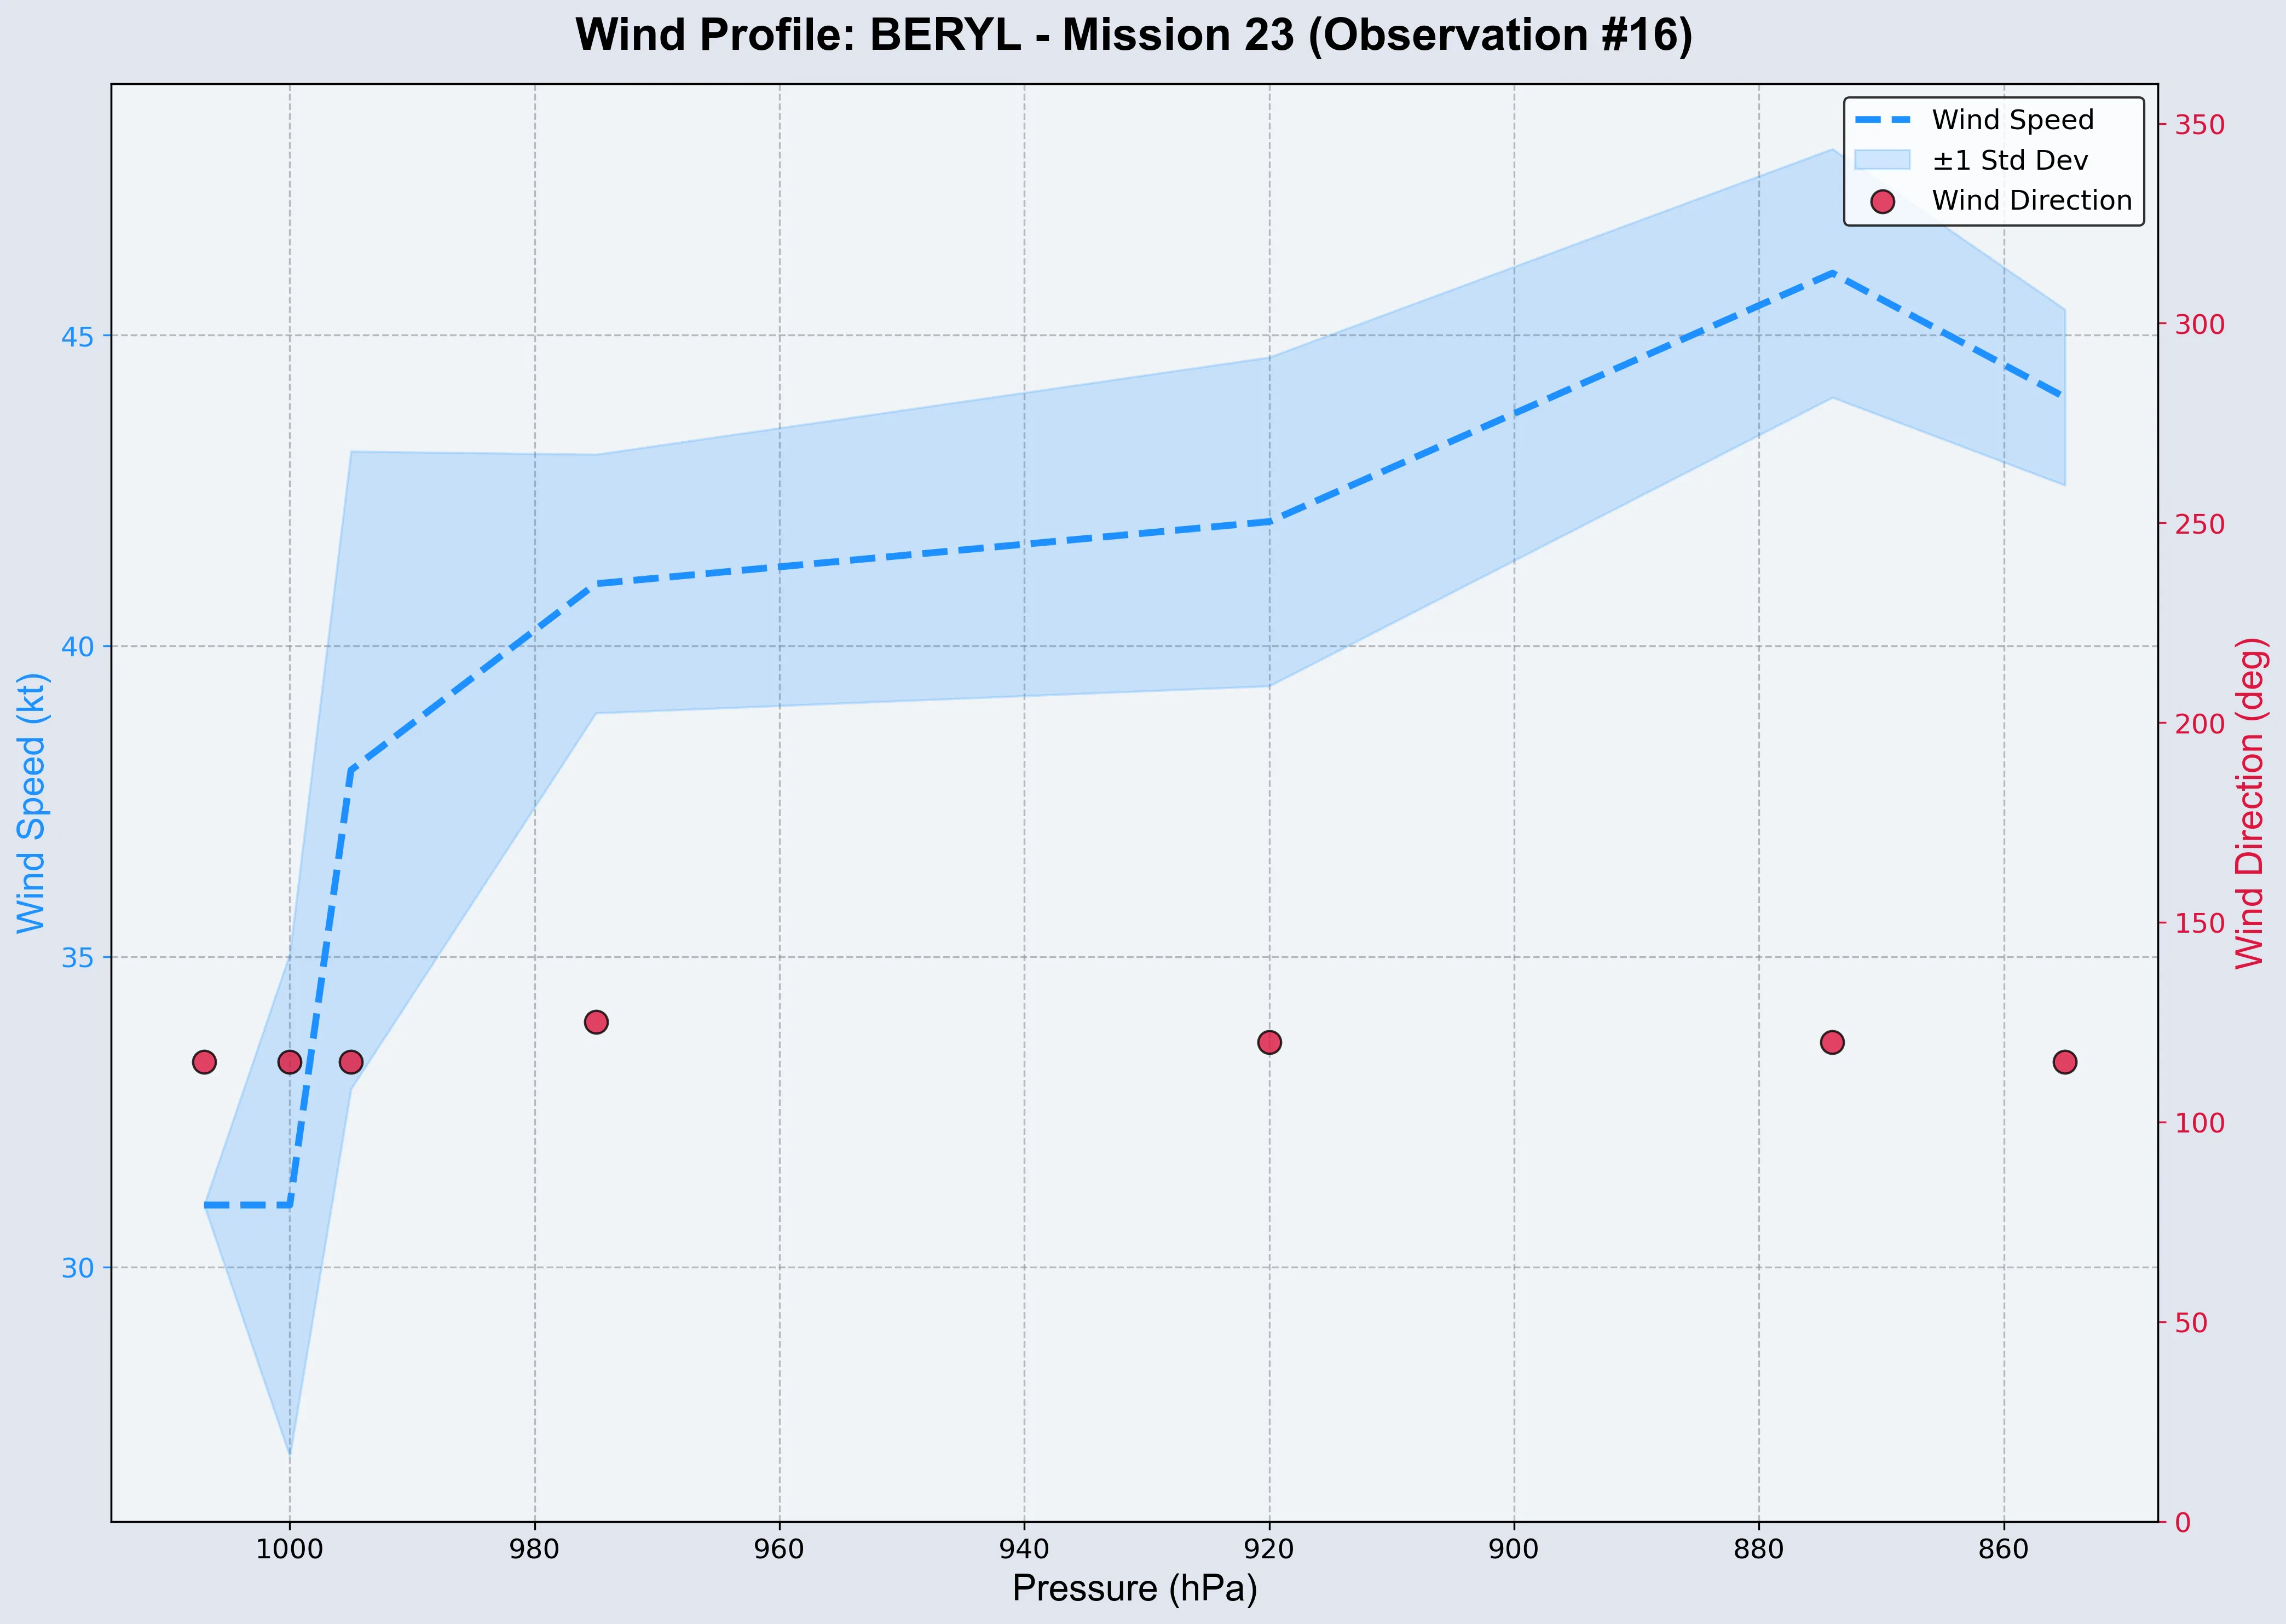 Wind Profile: BERYL - Mission 23 (Observation #16)
Wind Speed
±1 Std Dev
Wind Direction
45
40
35
30
Wind Speed (kt)
350
300
250
200
150
100
50
0
Wind Direction (deg)
1000 980 960 940 920 900 880 860
Pressure (hPa)